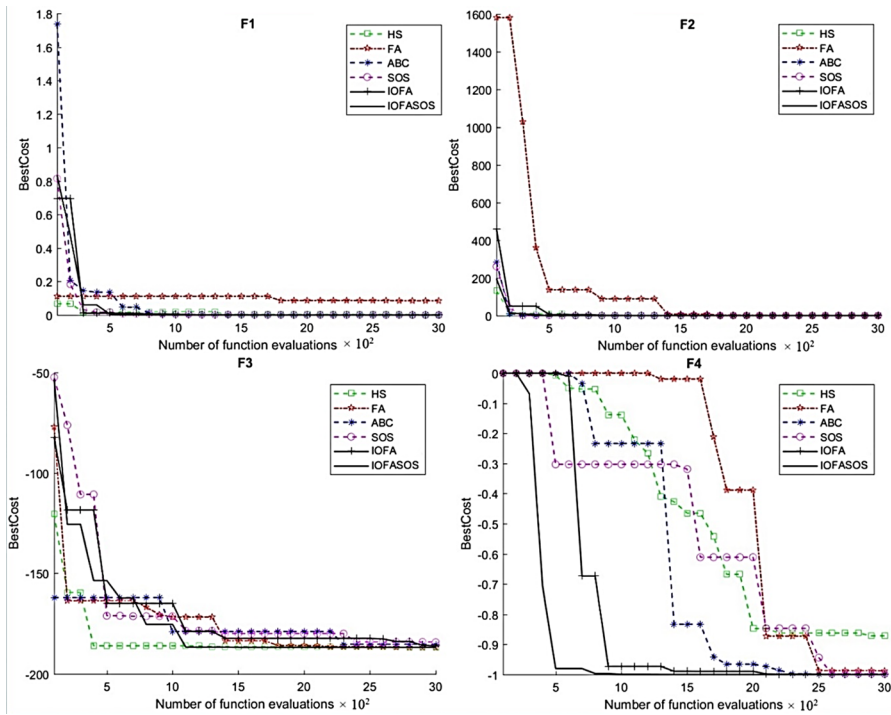 F1
1.8
1.6
1.4
1.2
1
0.8
0.6
0.4
0.2
0
BestCost
HS
FA
ABC
SOS
IOFA
IOFASOS
5 10 15 20 25 30
Number of function evaluations × 10²
F2
1600
1400
1200
1000
800
600
400
200
0
BestCost
HS
FA
ABC
SOS
IOFA
IOFASOS
5 10 15 20 25 30
Number of function evaluations × 10²
F3
-50
-100
-150
-200
BestCost
HS
FA
ABC
SOS
IOFA
IOFASOS
5 10 15 20 25 30
Number of function evaluations × 10²
F4
0
-0.1
-0.2
-0.3
-0.4
-0.5
-0.6
-0.7
-0.8
-0.9
-1
BestCost
HS
FA
ABC
SOS
IOFA
IOFASOS
5 10 15 20 25 30
Number of function evaluations × 10²